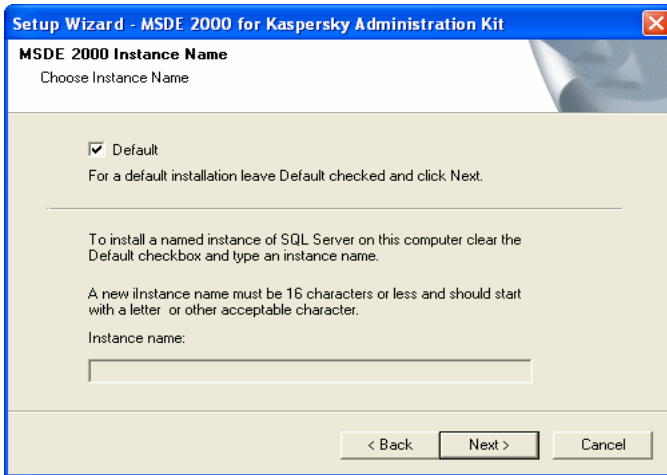 Setup Wizard - MSDE 2000 for Kaspersky Administration Kit
MSDE 2000 Instance Name
Choose Instance Name
Default
For a default installation leave Default checked and click Next.
To install a named instance of SQL Server on this computer clear the
Default checkbox and type an instance name.
A new iInstance name must be 16 characters or less and should start
with a letter or other acceptable character.
Instance name:
< Back
Next >
Cancel